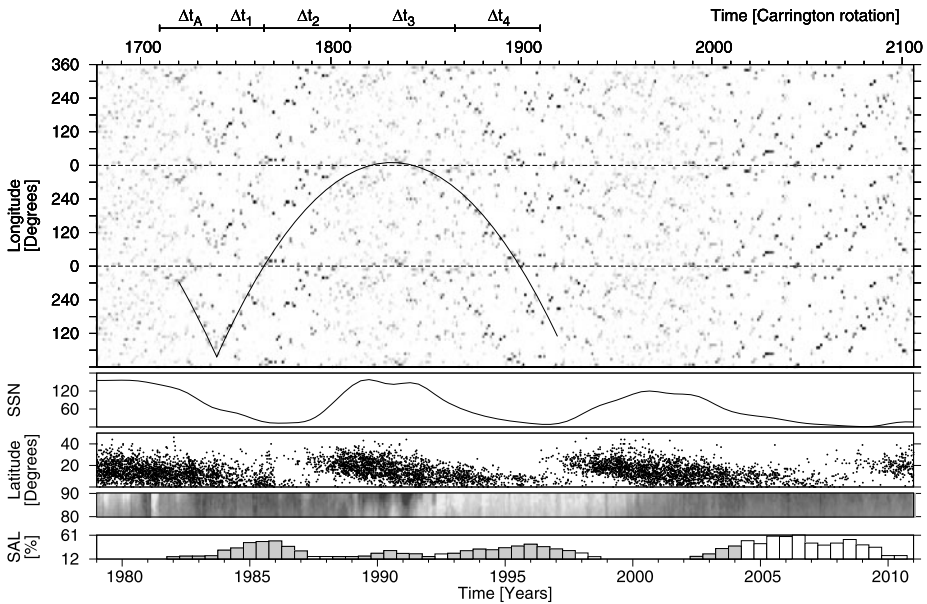 Δt_A Δt_1 Δt_2 Δt_3 Δt_4 Time [Carrington rotation]
1700 1800 1900 2000 2100
360
240
120
0
240
120
0
240
120
Longitude
[Degrees]
SSN
120
60
Latitude
[Degrees]
40
20
90
80
SAL
[%]
61
12
1980 1985 1990 1995 2000 2005 2010
Time [Years]